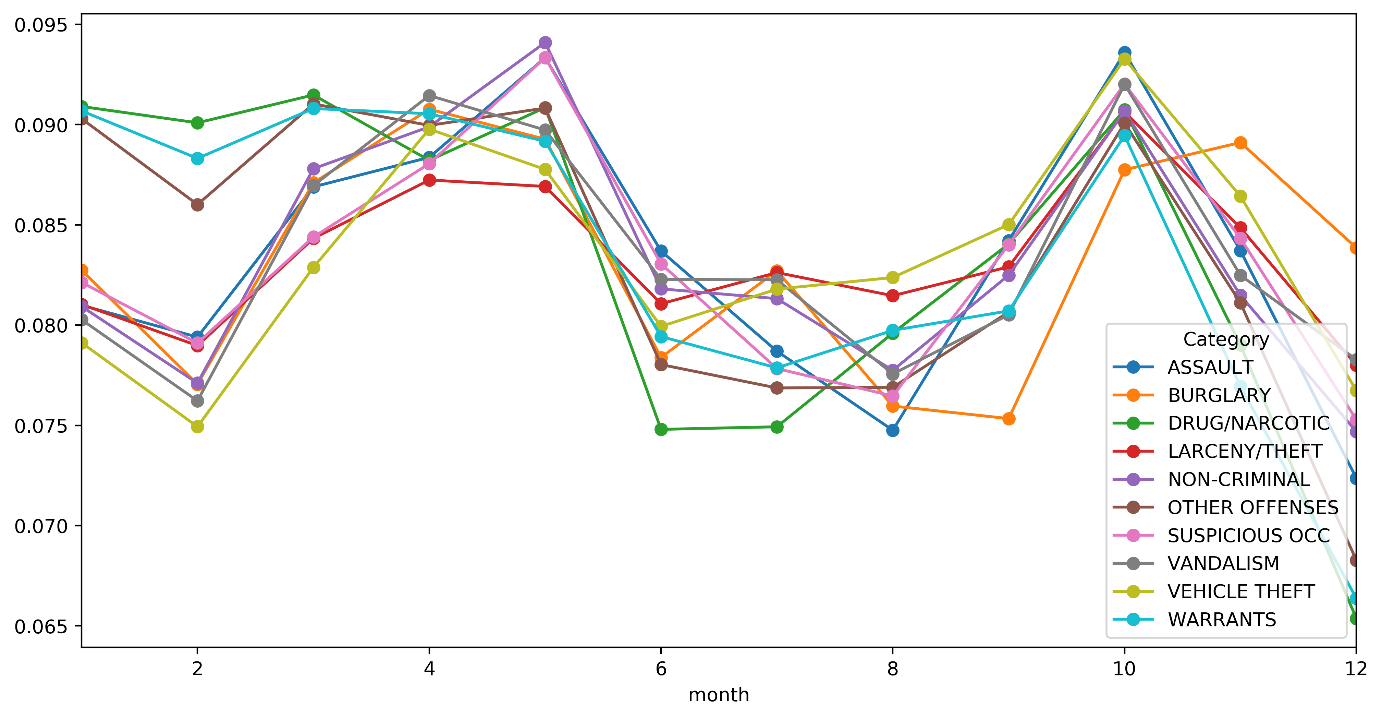 0.095
0.090
0.085
0.080
0.075
0.070
0.065
Category
ASSAULT
BURGLARY
DRUG/NARCOTIC
LARCENY/THEFT
NON-CRIMINAL
OTHER OFFENSES
SUSPICIOUS OCC
VANDALISM
VEHICLE THEFT
WARRANTS
2 4 6 8 10 12
month